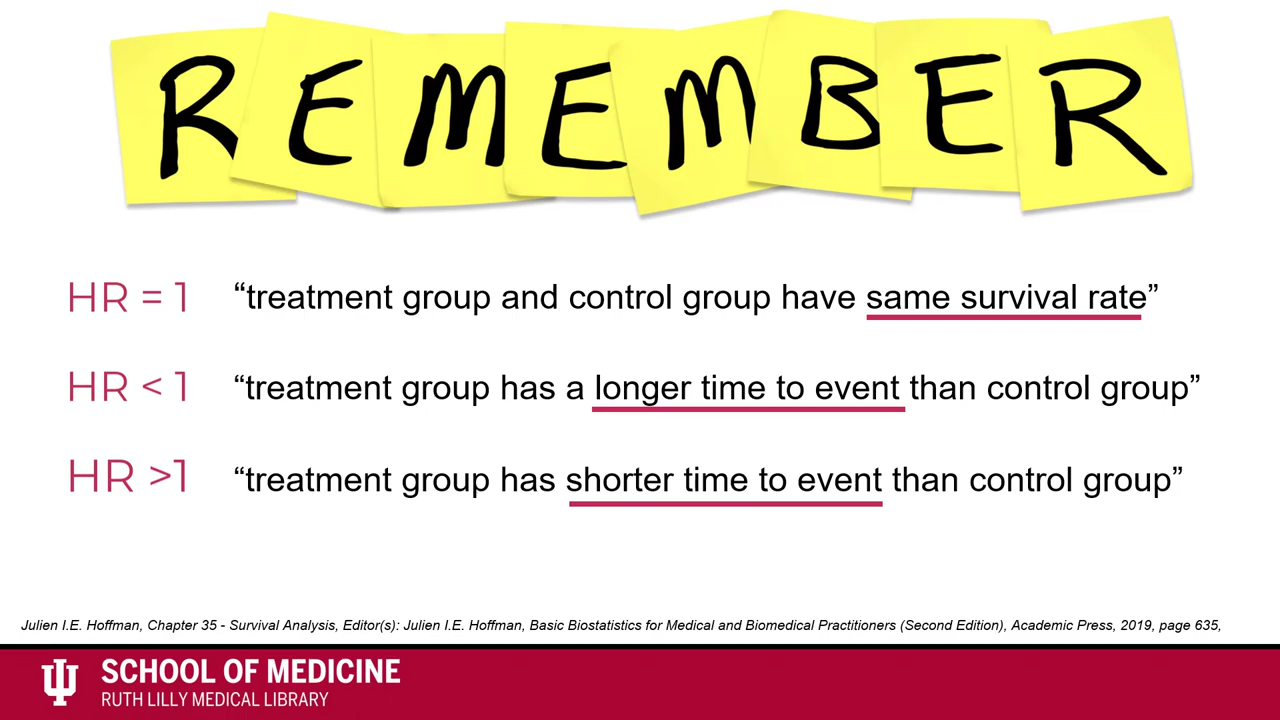 REMEMBER
HR = 1 “treatment group and control group have same survival rate”
HR < 1 “treatment group has a longer time to event than control group”
HR >1 “treatment group has shorter time to event than control group”
Julien I.E. Hoffman, Chapter 35 - Survival Analysis, Editor(s): Julien I.E. Hoffman, Basic Biostatistics for Medical and Biomedical Practitioners (Second Edition), Academic Press, 2019, page 635,
SCHOOL OF MEDICINE
RUTH LILLY MEDICAL LIBRARY